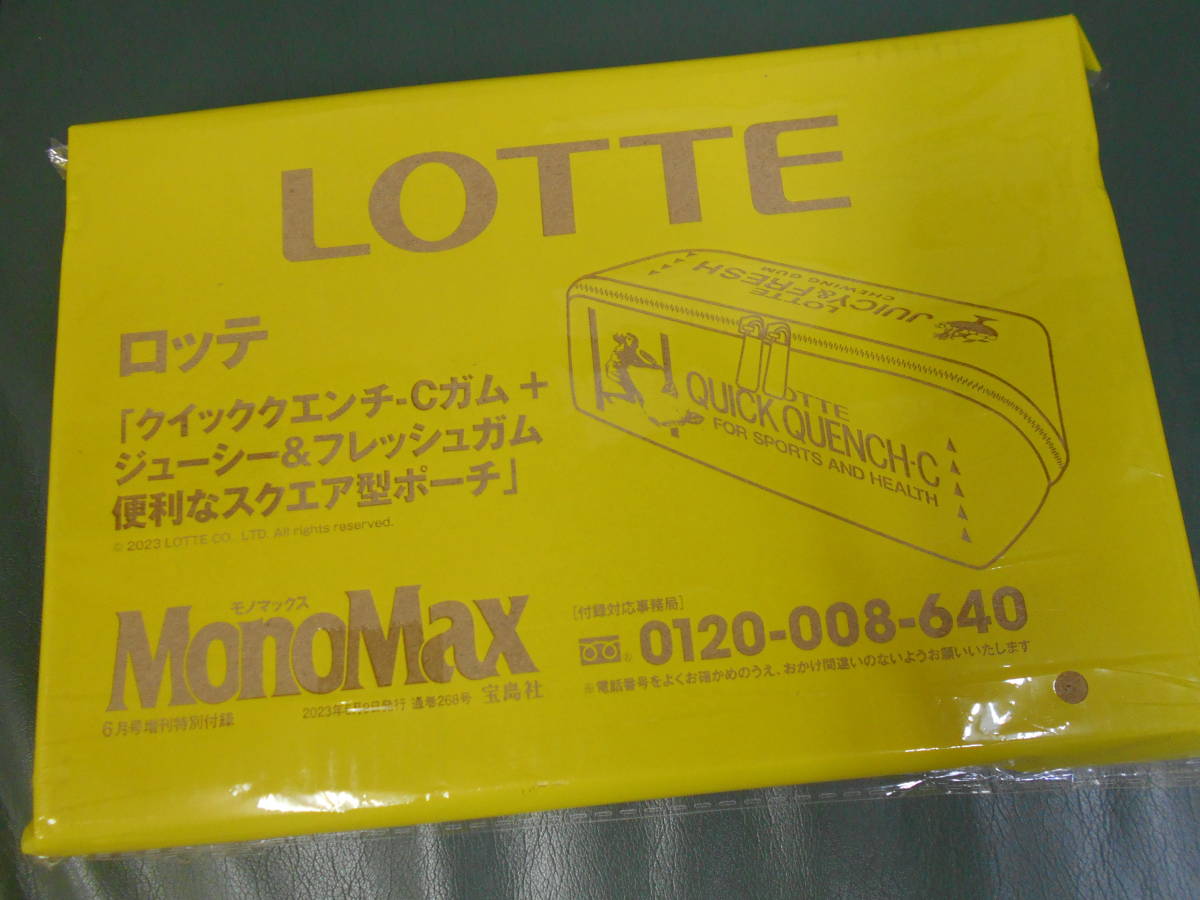 LOTTE
ロッテ
「クイッククエンチ-Cガム +
ジューシー&フレッシュガム
便利なスクエア型ポーチ」
© 2023 LOTTE CO., LTD. All rights reserved.
LOTTE
JUICY&FRESH
CHEWING GUM
LOTTE
QUICK QUENCH-C
FOR SPORTS AND HEALTH
モノマックス
MonoMax
6月号増刊特別付録
2023年 月9日発行 通巻268号 宝島社
[付録対応事務局]
0120-008-640
※電話番号をよくお確かめのうえ、おかけ間違いのないようお願いいたします